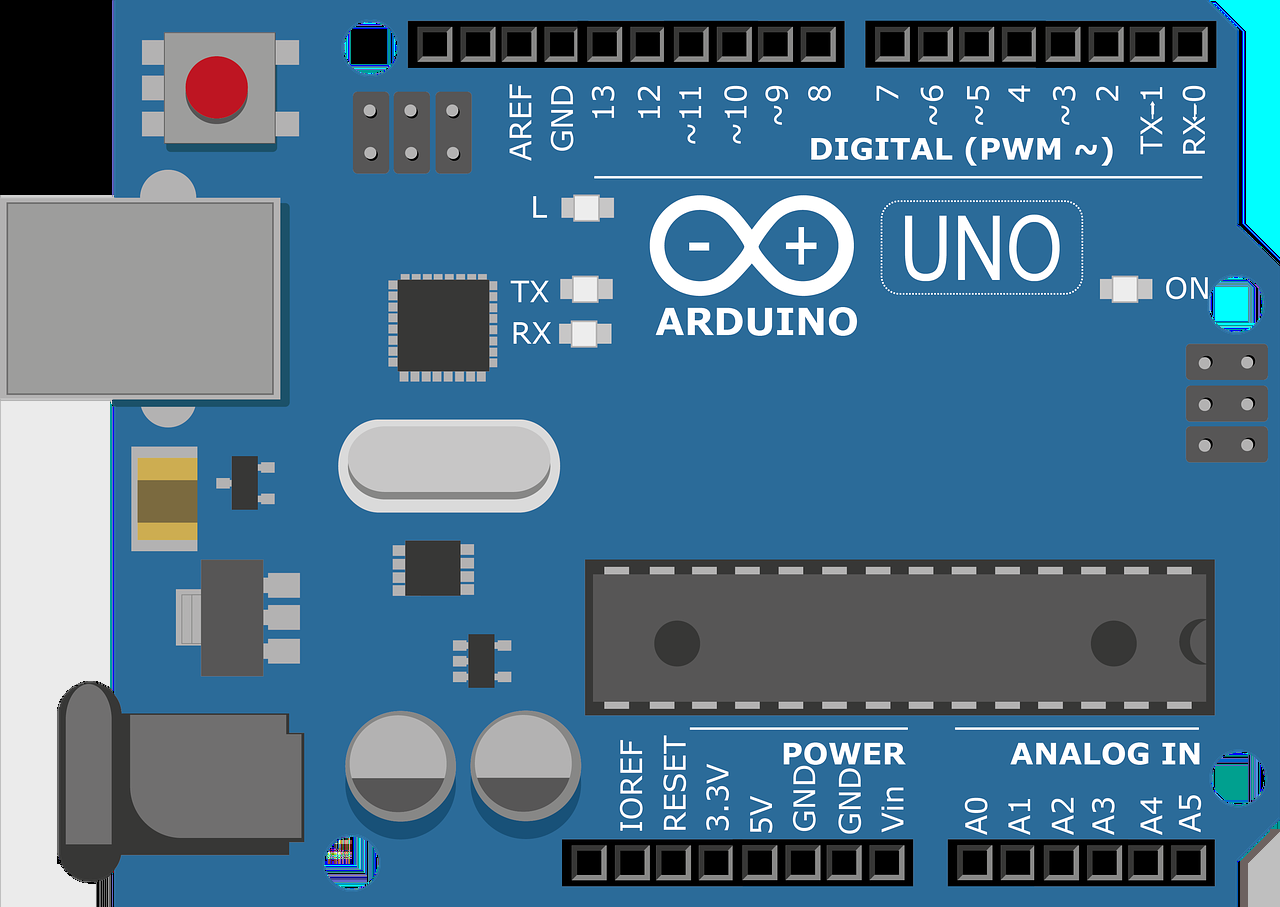 AREF
GND
13
12
~11
~10
~9
8
7
~6
~5
4
~3
2
TX→1
RX←0
DIGITAL (PWM ~)
L
- +
UNO
TX
ON
RX
ARDUINO
POWER
ANALOG IN
IOREF
RESET
3.3V
5V
GND
GND
Vin
A0
A1
A2
A3
A4
A5